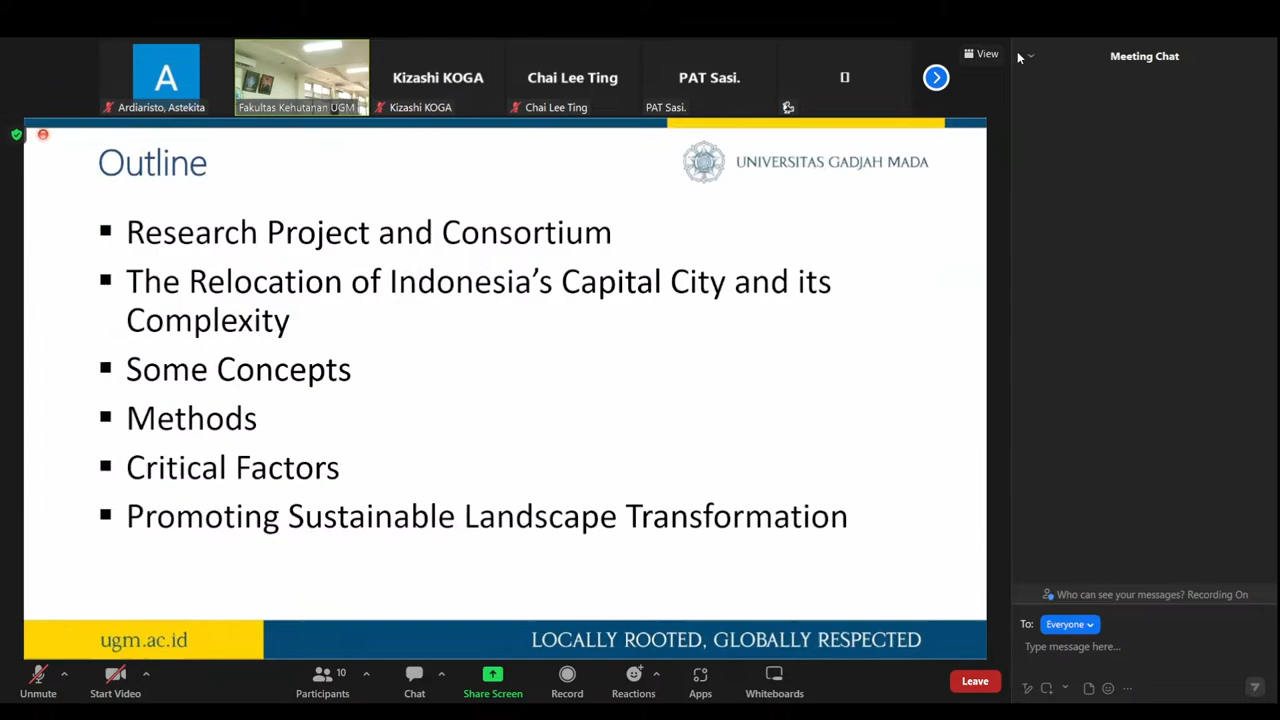 View
Meeting Chat
A
Kizashi KOGA
Chai Lee Ting
PAT Sasi.
Ardiaristo, Astekita
Fakultas Kehutanan UGM
Kizashi KOGA
Chai Lee Ting
PAT Sasi.
Outline
UNIVERSITAS GADJAH MADA
▪ Research Project and Consortium
▪ The Relocation of Indonesia's Capital City and its
Complexity
▪ Some Concepts
▪ Methods
▪ Critical Factors
▪ Promoting Sustainable Landscape Transformation
ugm.ac.id
LOCALLY ROOTED, GLOBALLY RESPECTED
Who can see your messages? Recording On
To: Everyone
Type message here...
Unmute
Start Video
Participants 10
Chat
Share Screen
Record
Reactions
Apps
Whiteboards
Leave